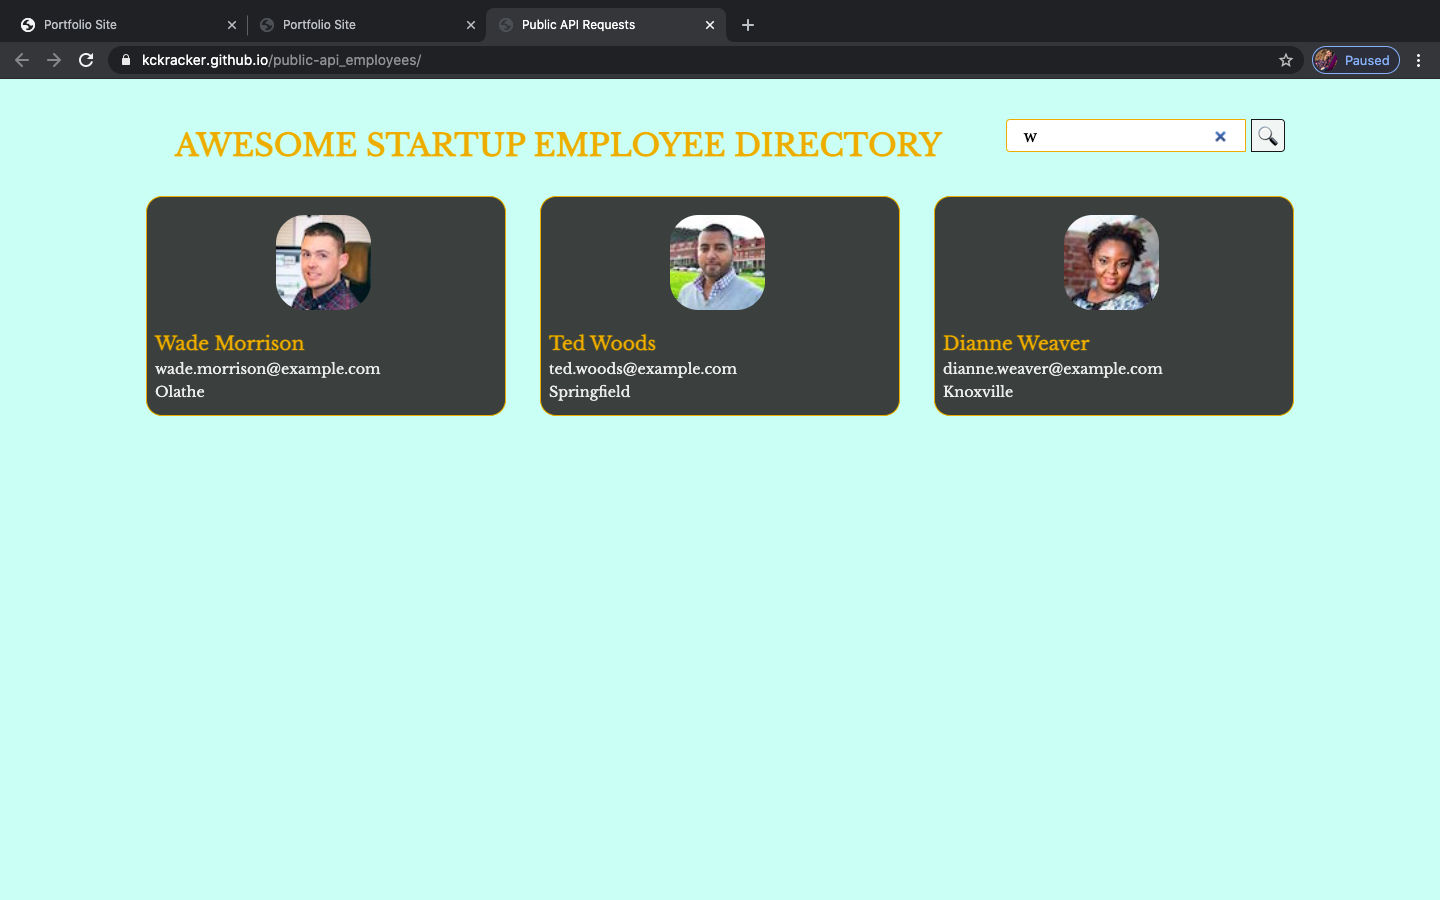 Portfolio Site
Portfolio Site
Public API Requests
kckracker.github.io/public-api_employees/
Paused
AWESOME STARTUP EMPLOYEE DIRECTORY
w
Wade Morrison
wade.morrison@example.com
Olathe
Ted Woods
ted.woods@example.com
Springfield
Dianne Weaver
dianne.weaver@example.com
Knoxville